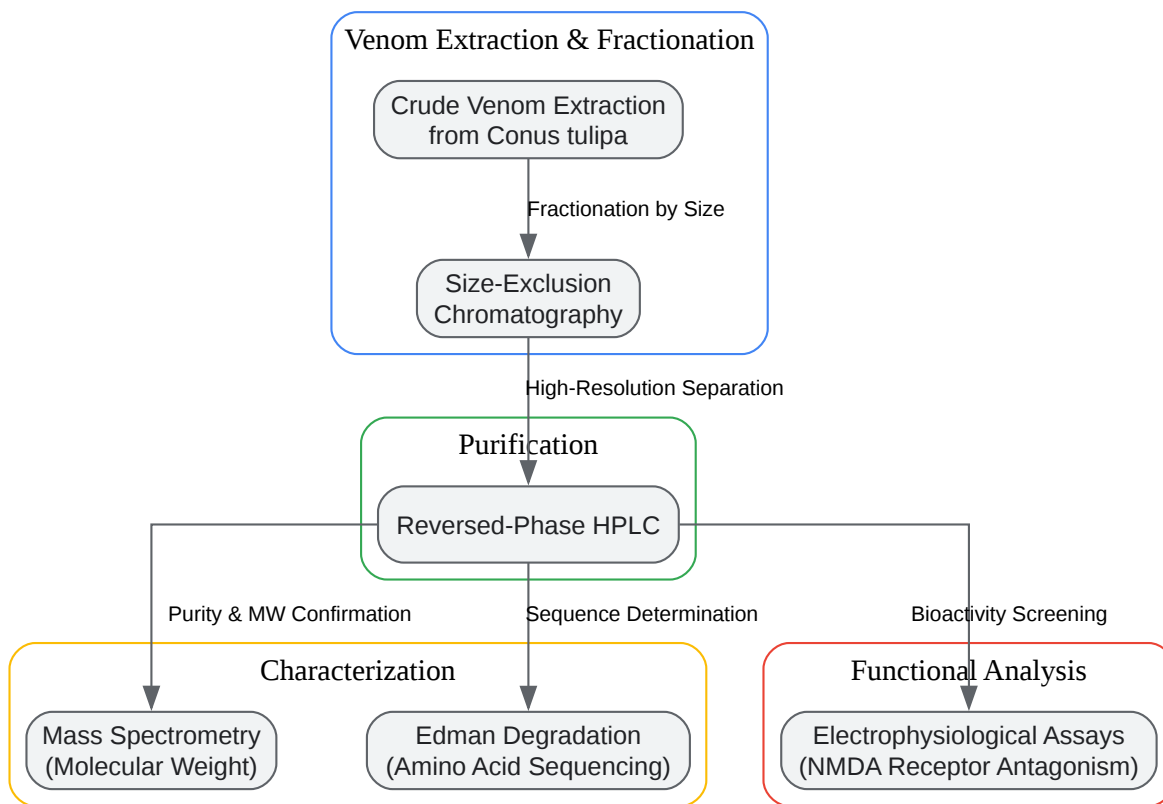 Venom Extraction & Fractionation
Crude Venom Extraction
from Conus tulipa
Fractionation by Size
Size-Exclusion
Chromatography
High-Resolution Separation
Purification
Reversed-Phase HPLC
Purity & MW Confirmation
Sequence Determination
Bioactivity Screening
Characterization
Functional Analysis
Mass Spectrometry
(Molecular Weight)
Edman Degradation
(Amino Acid Sequencing)
Electrophysiological Assays
(NMDA Receptor Antagonism)